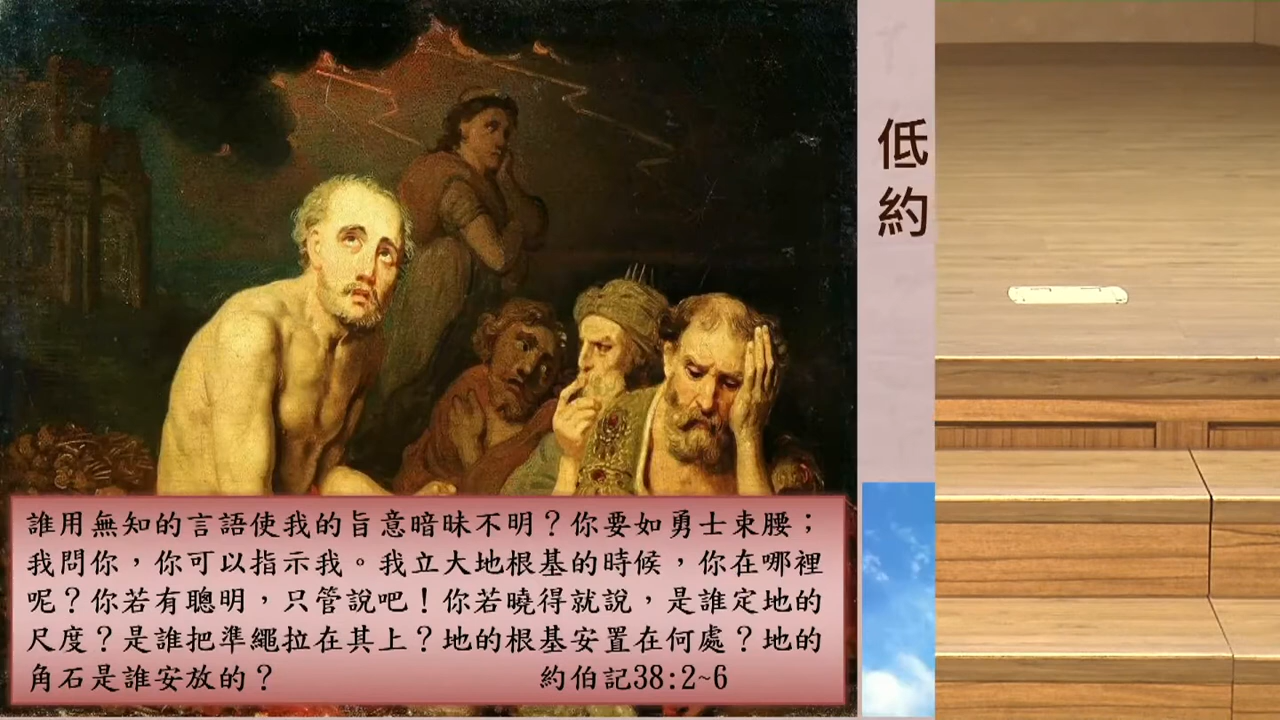 低約
誰用無知的言語使我的旨意暗昧不明？你要如勇士束腰；
我問你，你可以指示我。我立大地根基的時候，你在哪裡
呢？你若有聰明，只管說吧！你若曉得就說，是誰定地的
尺度？是誰把準繩拉在其上？地的根基安置在何處？地的
角石是誰安放的？ 約伯記38:2~6